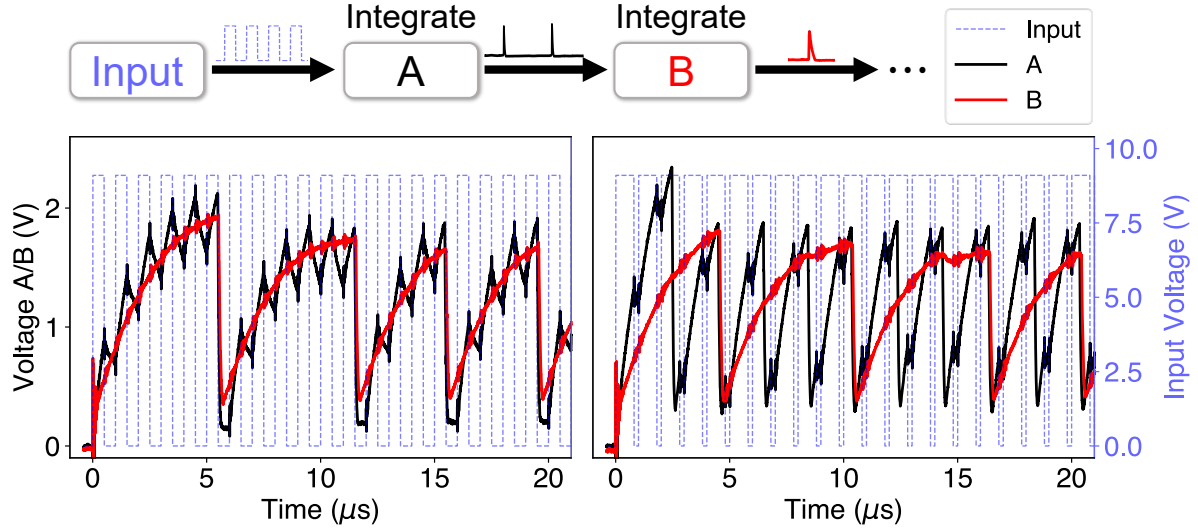 Integrate Integrate
Input A B ...
Input
A
B
Voltage A/B (V)
2
1
0
0 5 10 15 20
Time (μs)
0 5 10 15 20
Time (μs)
10.0
7.5
5.0
2.5
0.0
Input Voltage (V)